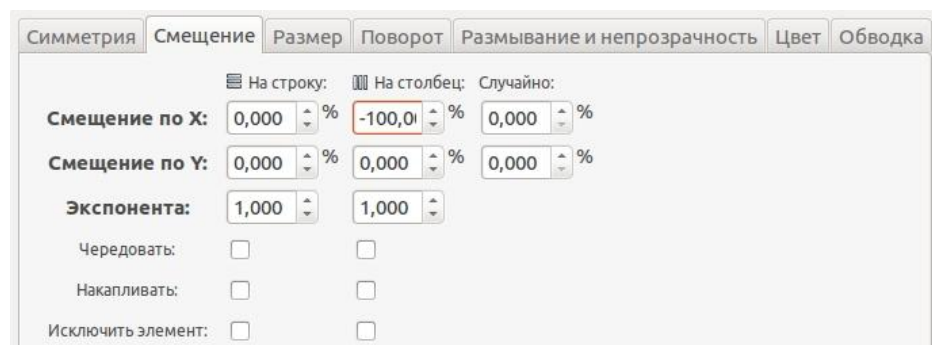 Симметрия Смещение Размер Поворот Размывание и непрозрачность Цвет Обводка
На строку: На столбец: Случайно:
Смещение по X: 0,000 % -100,0 % 0,000 %
Смещение по Y: 0,000 % 0,000 % 0,000 %
Экспонента: 1,000 1,000
Чередовать:
Накапливать:
Исключить элемент: